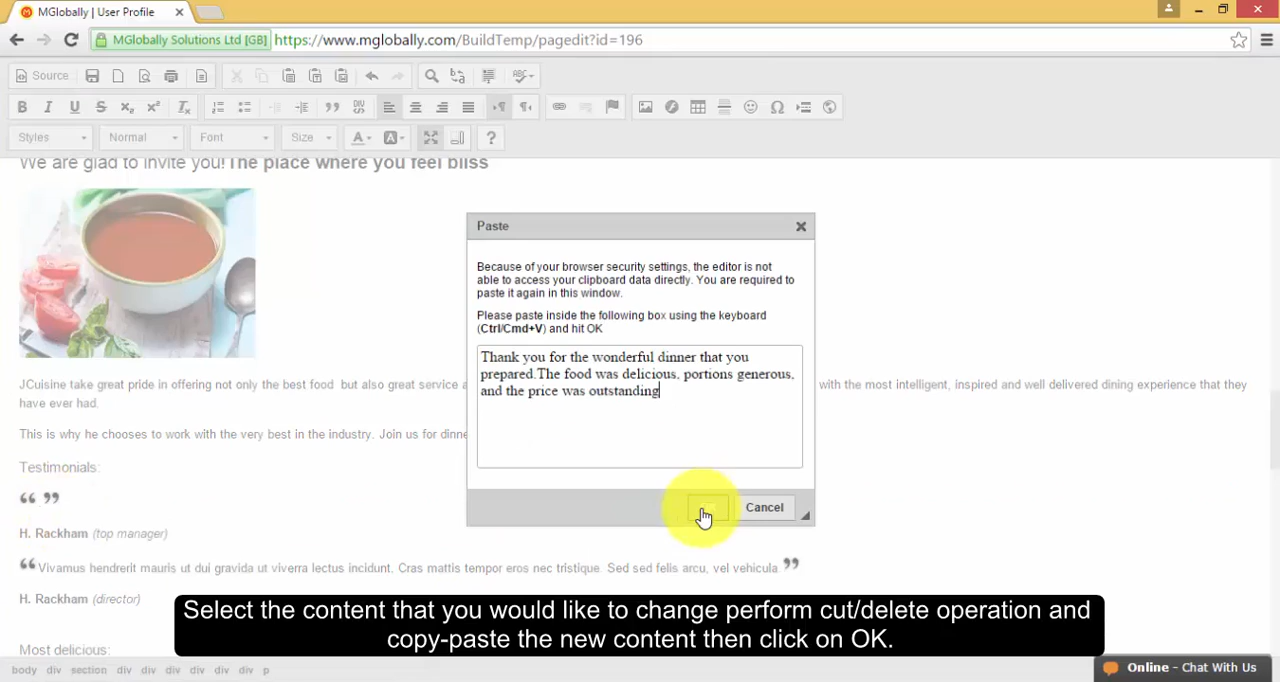 MGlobally | User Profile
MGlobally Solutions Ltd [GB] https://www.mglobally.com/BuildTemp/pagedit?id=196
Source
Styles Normal Font Size
We are glad to invite you! The place where you feel bliss
Paste
Because of your browser security settings, the editor is not
able to access your clipboard data directly. You are required to
paste it again in this window.
Please paste inside the following box using the keyboard
(Ctrl/Cmd+V) and hit OK
Thank you for the wonderful dinner that you
prepared.The food was delicious, portions generous,
and the price was outstanding
Cancel
JCuisine take great pride in offering not only the best food but also great service a with the most intelligent, inspired and well delivered dining experience that they
have ever had.
This is why he chooses to work with the very best in the industry. Join us for dinne
Testimonials:
“ ”
H. Rackham (top manager)
“ Vivamus hendrerit mauris ut dui gravida ut viverra lectus incidunt. Cras mattis tempor eros nec tristique. Sed sed felis arcu, vel vehicula ”
H. Rackham (director)
Select the content that you would like to change perform cut/delete operation and
copy-paste the new content then click on OK.
Most delicious:
body div section div div div div div p
Online - Chat With Us